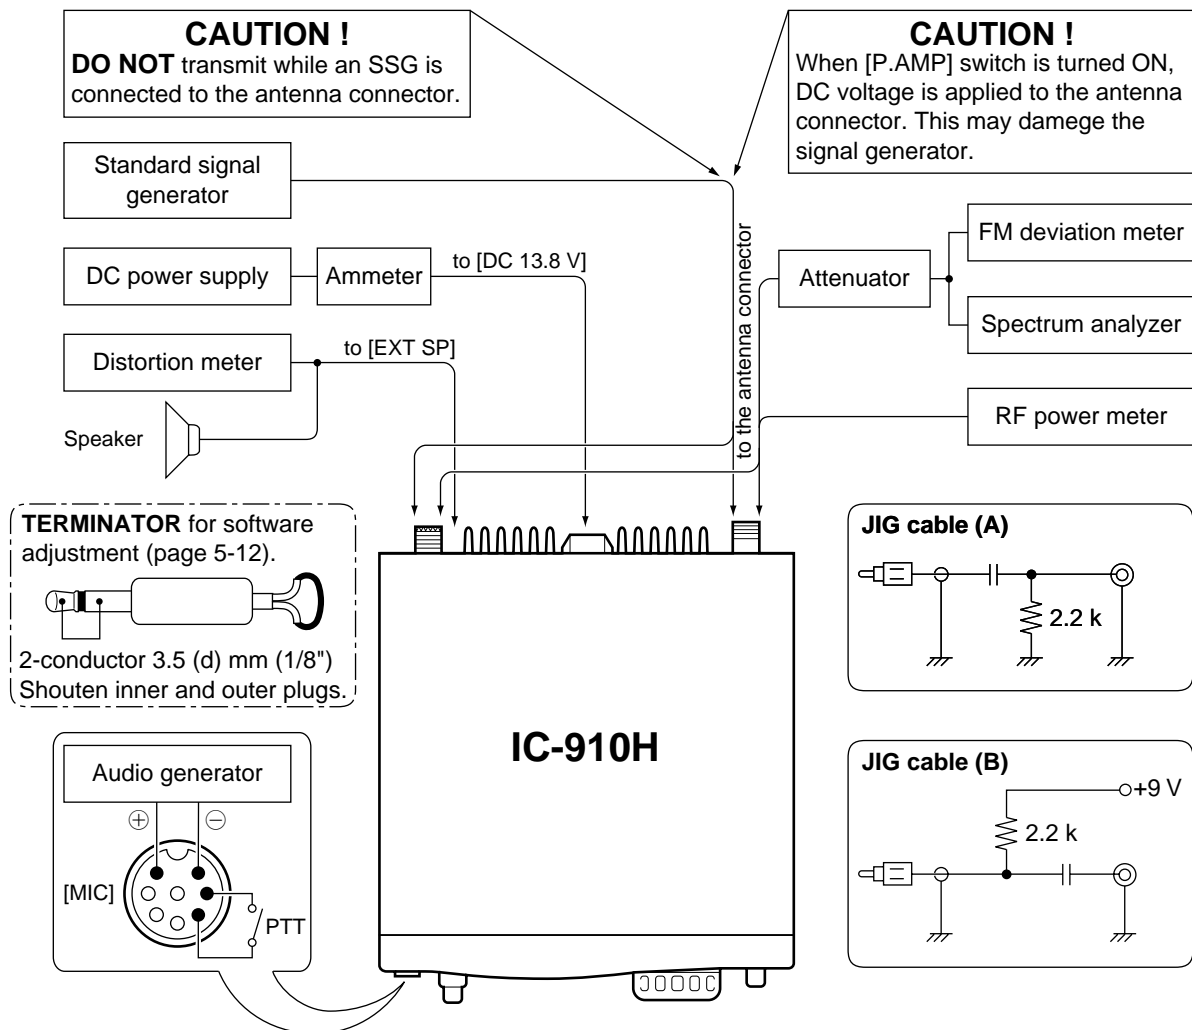 CAUTION !
DO NOT transmit while an SSG is
connected to the antenna connector.
CAUTION !
When [P.AMP] switch is turned ON,
DC voltage is applied to the antenna
connector. This may damege the
signal generator.
Standard signal
generator
DC power supply
Ammeter
to [DC 13.8 V]
Distortion meter
to [EXT SP]
Speaker
to the antenna connector
Attenuator
FM deviation meter
Spectrum analyzer
RF power meter
TERMINATOR for software
adjustment (page 5-12).
2-conductor 3.5 (d) mm (1/8")
Shouten inner and outer plugs.
Audio generator
⊕
⊖
[MIC]
PTT
IC-910H
JIG cable (A)
2.2 k
JIG cable (B)
+9 V
2.2 k